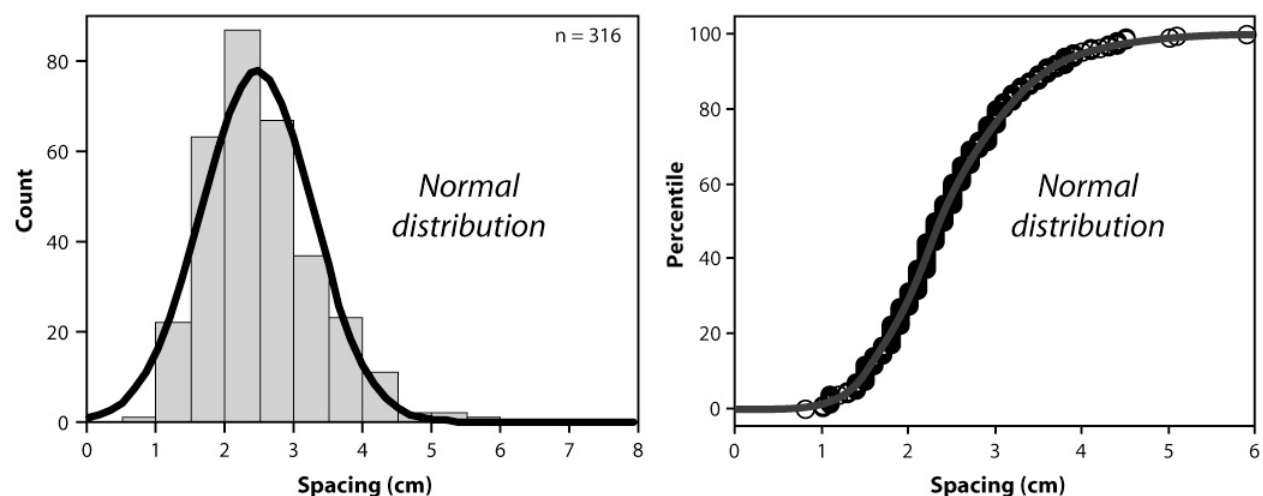 n = 316
80
60
40
20
0
Count
Normal
distribution
0 1 2 3 4 5 6 7 8
Spacing (cm)
100
80
60
40
20
0
Percentile
Normal
distribution
0 1 2 3 4 5 6
Spacing (cm)